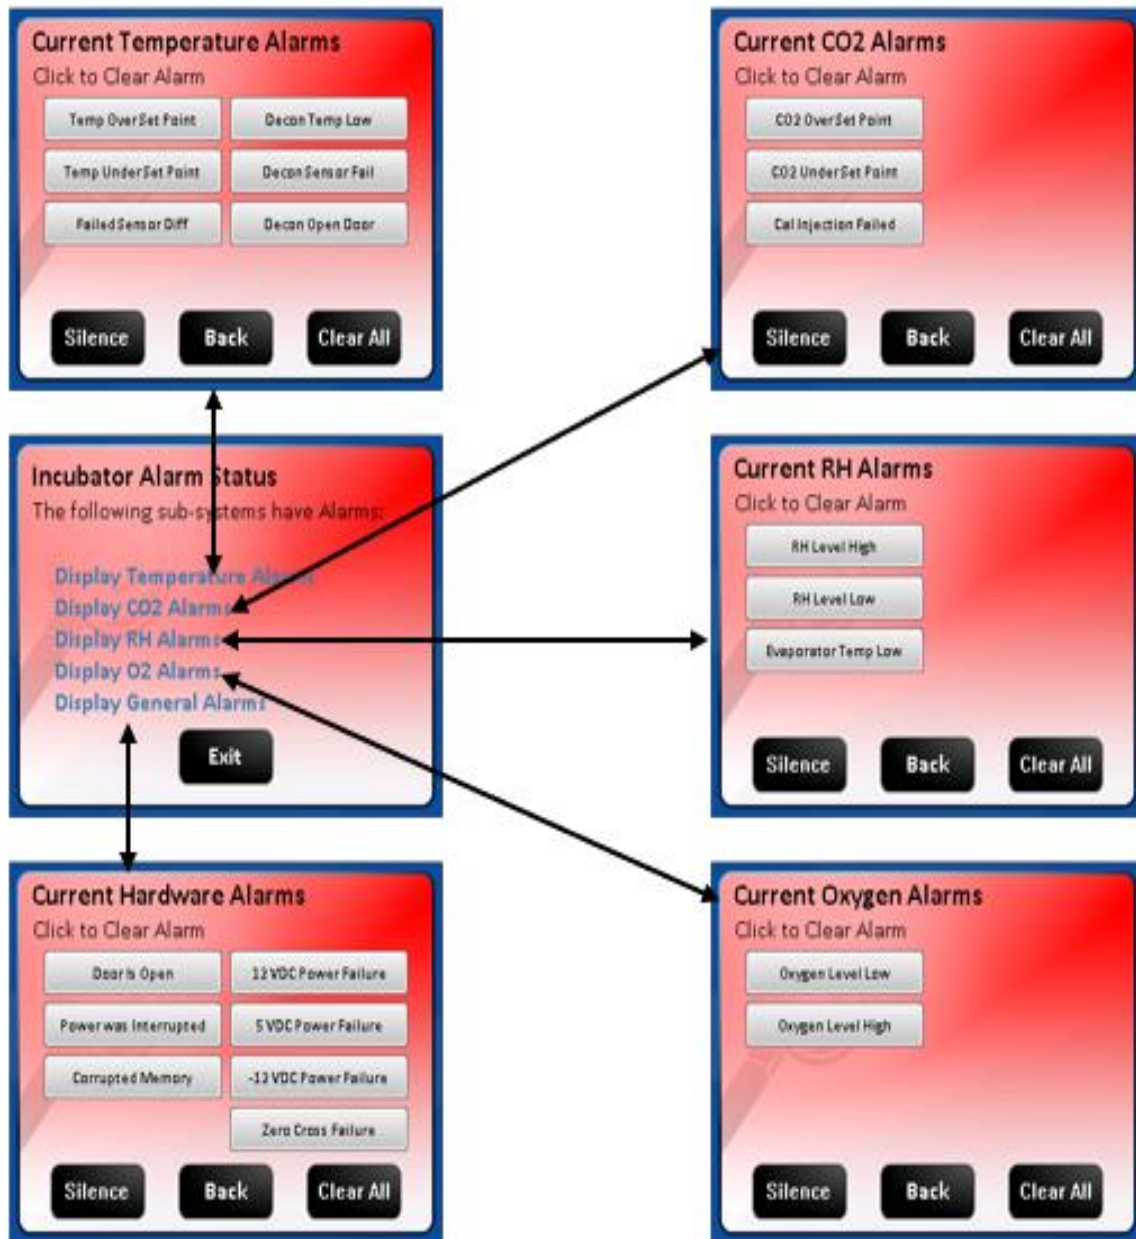 Current Temperature Alarms
Click to Clear Alarm
Temp Over Set Point
Decon Temp Low
Temp Under Set Point
Decon Sensor Fail
Failed Sensor Diff
Decon Open Door
Silence
Back
Clear All
Current CO2 Alarms
Click to Clear Alarm
CO2 Over Set Point
CO2 Under Set Point
Cal Injection Failed
Silence
Back
Clear All
Incubator Alarm Status
The following sub-systems have Alarms:
Display Temperature Alarms
Display CO2 Alarms
Display RH Alarms
Display O2 Alarms
Display General Alarms
Exit
Current RH Alarms
Click to Clear Alarm
RH Level High
RH Level Low
Evaporator Temp Low
Silence
Back
Clear All
Current Hardware Alarms
Click to Clear Alarm
Door Is Open
12 VDC Power Failure
Power was Interrupted
5 VDC Power Failure
Corrupted Memory
-12 VDC Power Failure
Zero Cross Failure
Silence
Back
Clear All
Current Oxygen Alarms
Click to Clear Alarm
Oxygen Level Low
Oxygen Level High
Silence
Back
Clear All